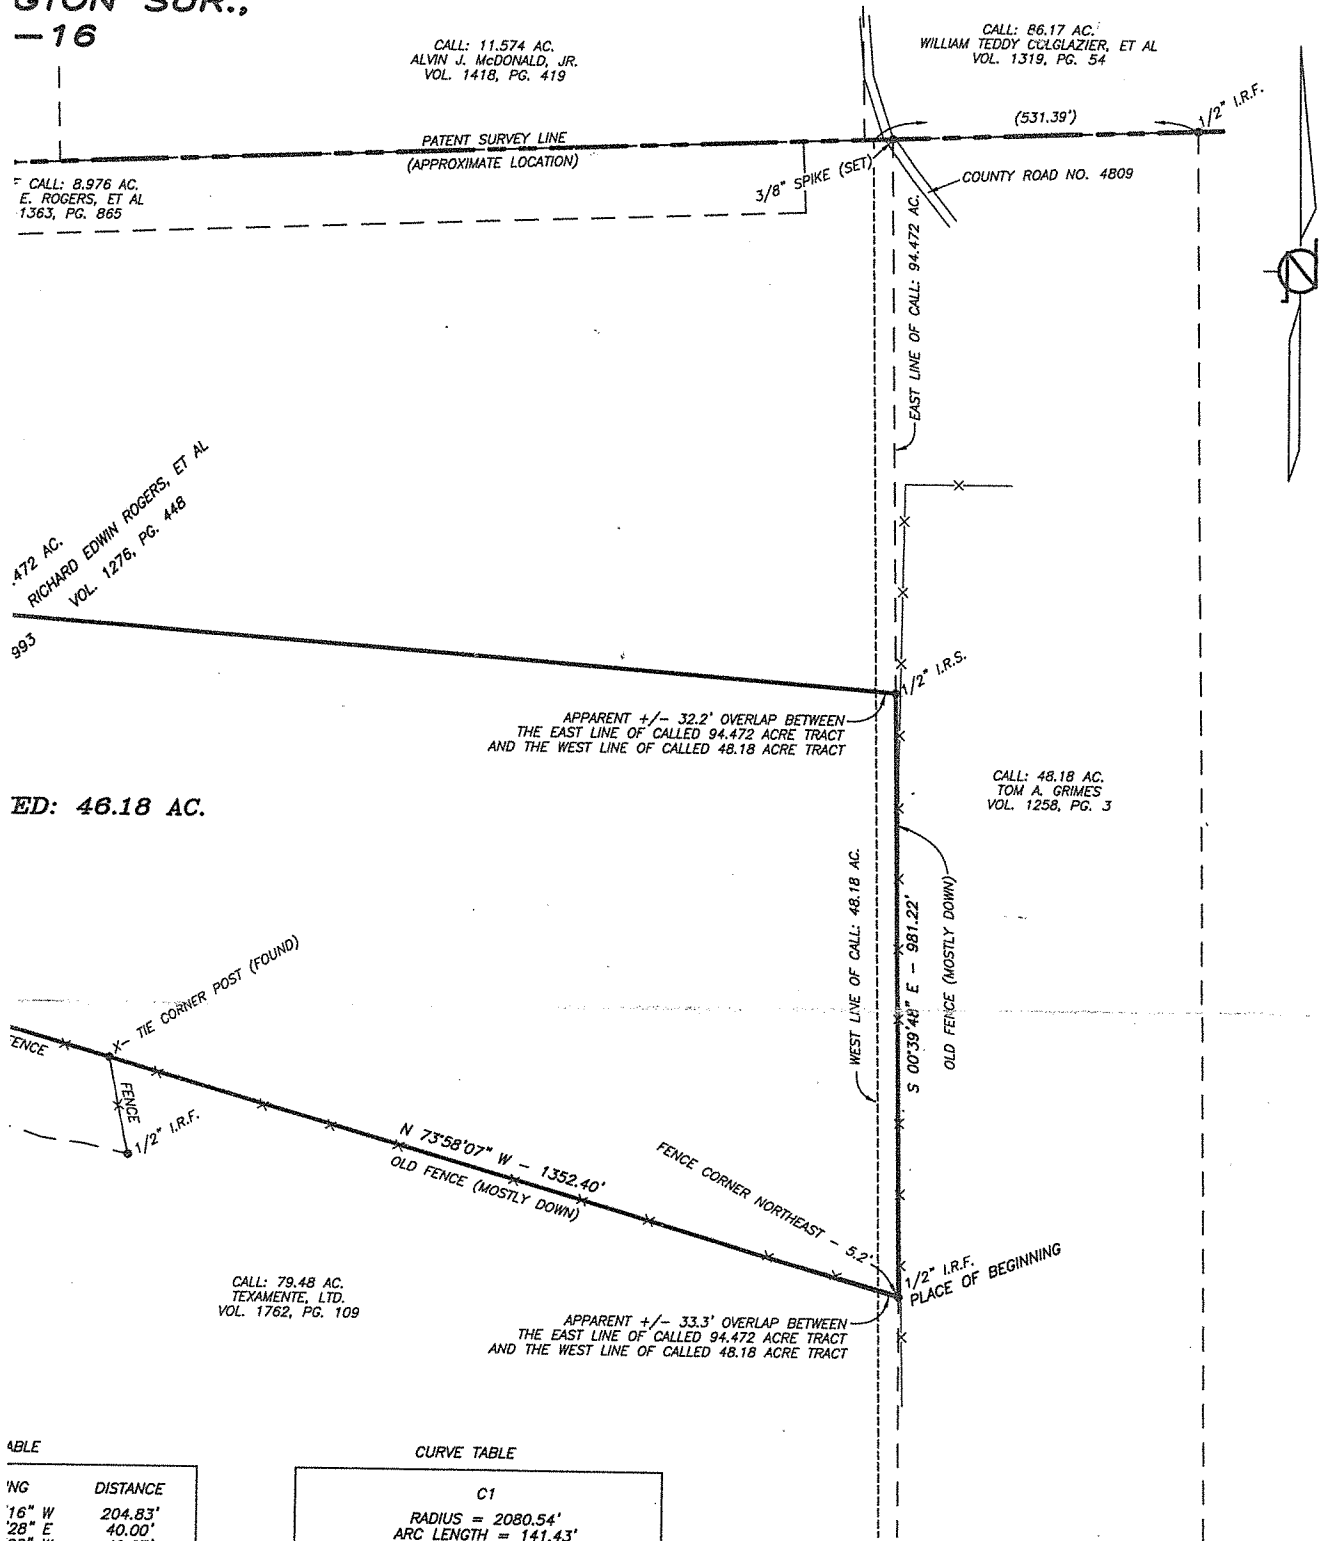 GTON SUR.,
-16
CALL: 11.574 AC.
ALVIN J. McDONALD, JR.
VOL. 1418, PG. 419
CALL: 86.17 AC.
WILLIAM TEDDY COLGLAZIER, ET AL
VOL. 1319, PG. 54
1/2" I.R.F.
(531.39')
PATENT SURVEY LINE
(APPROXIMATE LOCATION)
3/8" SPIKE (SET)
COUNTY ROAD NO. 4809
CALL: 8.976 AC.
E. ROGERS, ET AL
1363, PG. 865
EAST LINE OF CALL: 94.472 AC.
.472 AC.
RICHARD EDWIN ROGERS, ET AL
VOL. 1276, PG. 448
993
1/2" I.R.S.
APPARENT +/- 32.2' OVERLAP BETWEEN
THE EAST LINE OF CALLED 94.472 ACRE TRACT
AND THE WEST LINE OF CALLED 48.18 ACRE TRACT
CALL: 48.18 AC.
TOM A. GRIMES
VOL. 1258, PG. 3
ED: 46.18 AC.
WEST LINE OF CALL: 48.18 AC.
S 00°39'48" E - 981.22'
OLD FENCE (MOSTLY DOWN)
X- TIE CORNER POST (FOUND)
FENCE
FENCE
1/2" I.R.F.
N 73°58'07" W - 1352.40'
OLD FENCE (MOSTLY DOWN)
FENCE CORNER NORTHEAST - 5.2'
1/2" I.R.F.
PLACE OF BEGINNING
CALL: 79.48 AC.
TEXAMENTE, LTD.
VOL. 1762, PG. 109
APPARENT +/- 33.3' OVERLAP BETWEEN
THE EAST LINE OF CALLED 94.472 ACRE TRACT
AND THE WEST LINE OF CALLED 48.18 ACRE TRACT
ABLE
'NG DISTANCE
'16" W 204.83'
'28" E 40.00'
CURVE TABLE
C1
RADIUS = 2080.54'
ARC LENGTH = 141.43'